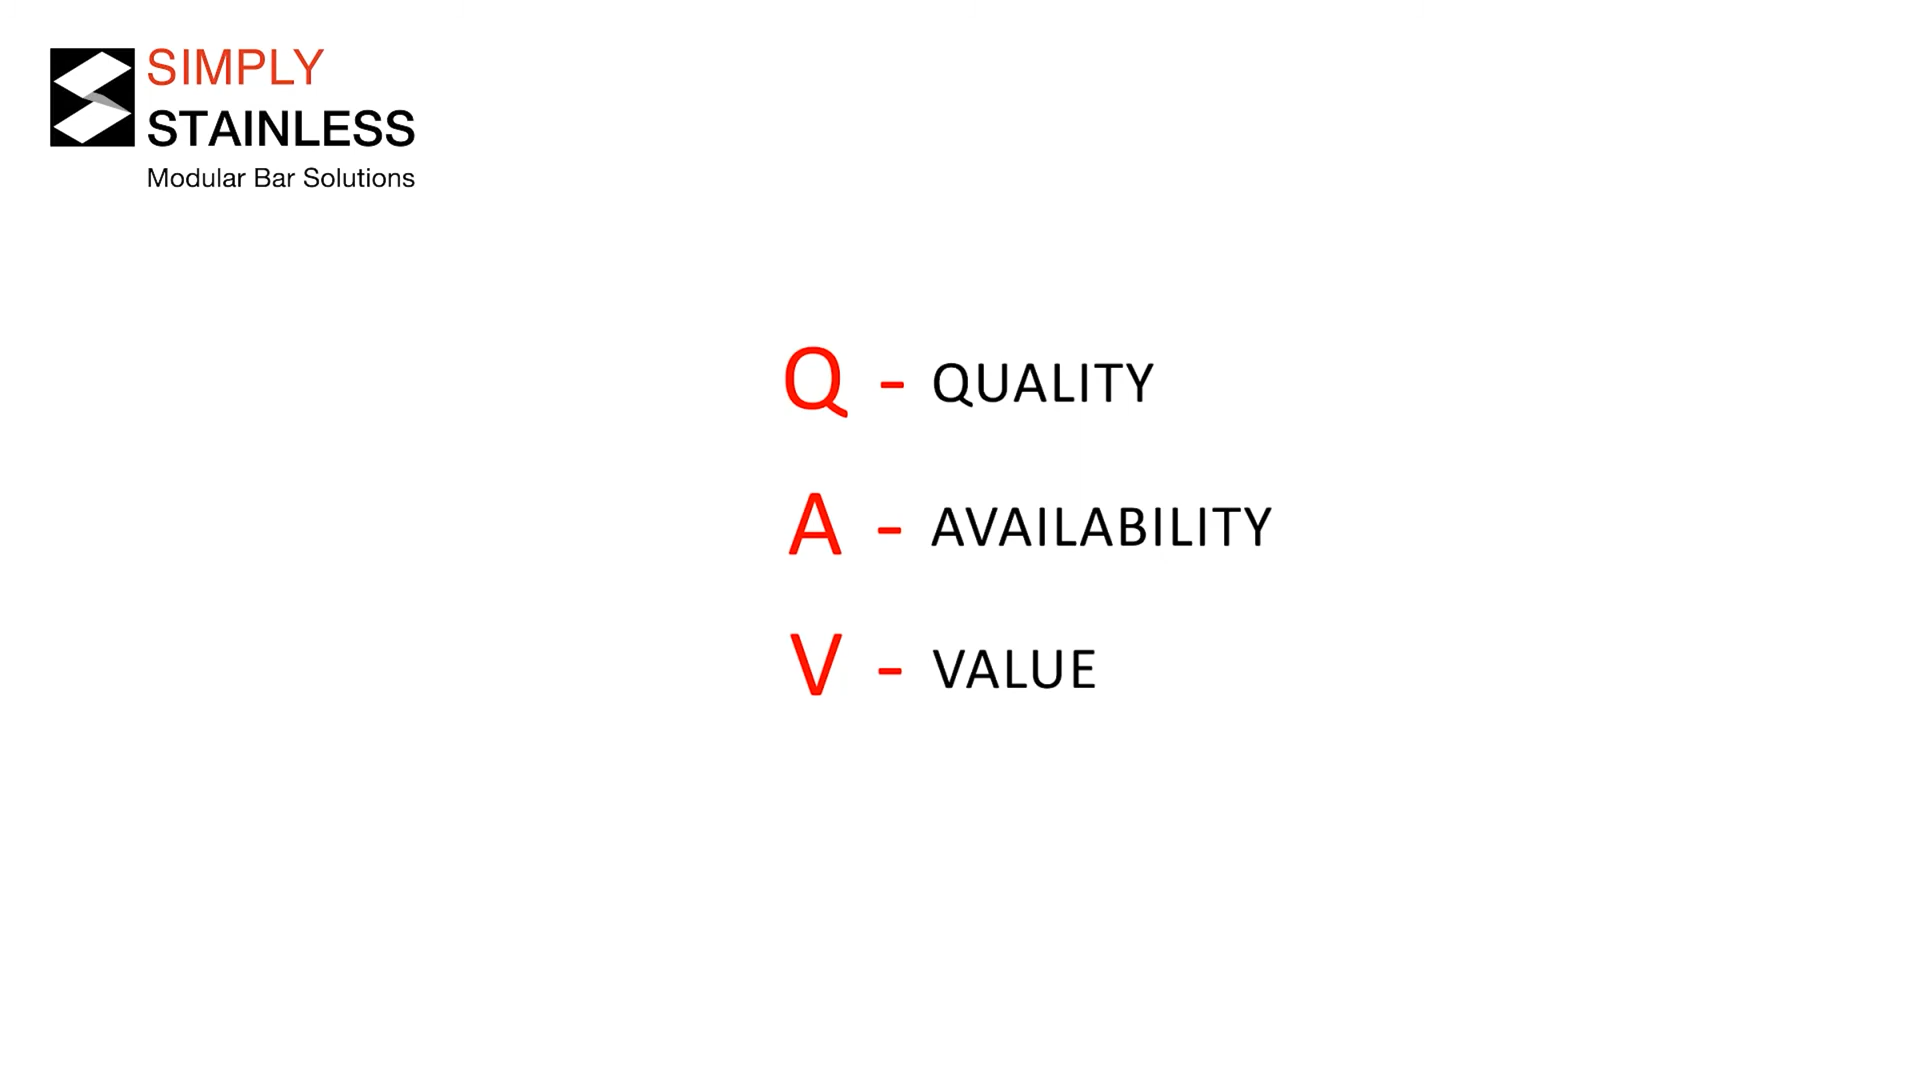 SIMPLY
STAINLESS
Modular Bar Solutions
Q - QUALITY
A - AVAILABILITY
V - VALUE